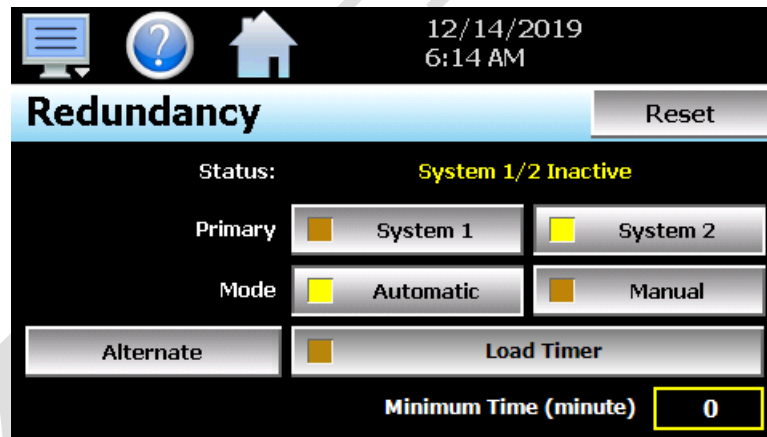 ?
12/14/2019
6:14 AM
Redundancy Reset
Status: System 1/2 Inactive
Primary System 1 System 2
Mode Automatic Manual
Alternate Load Timer
Minimum Time (minute) 0